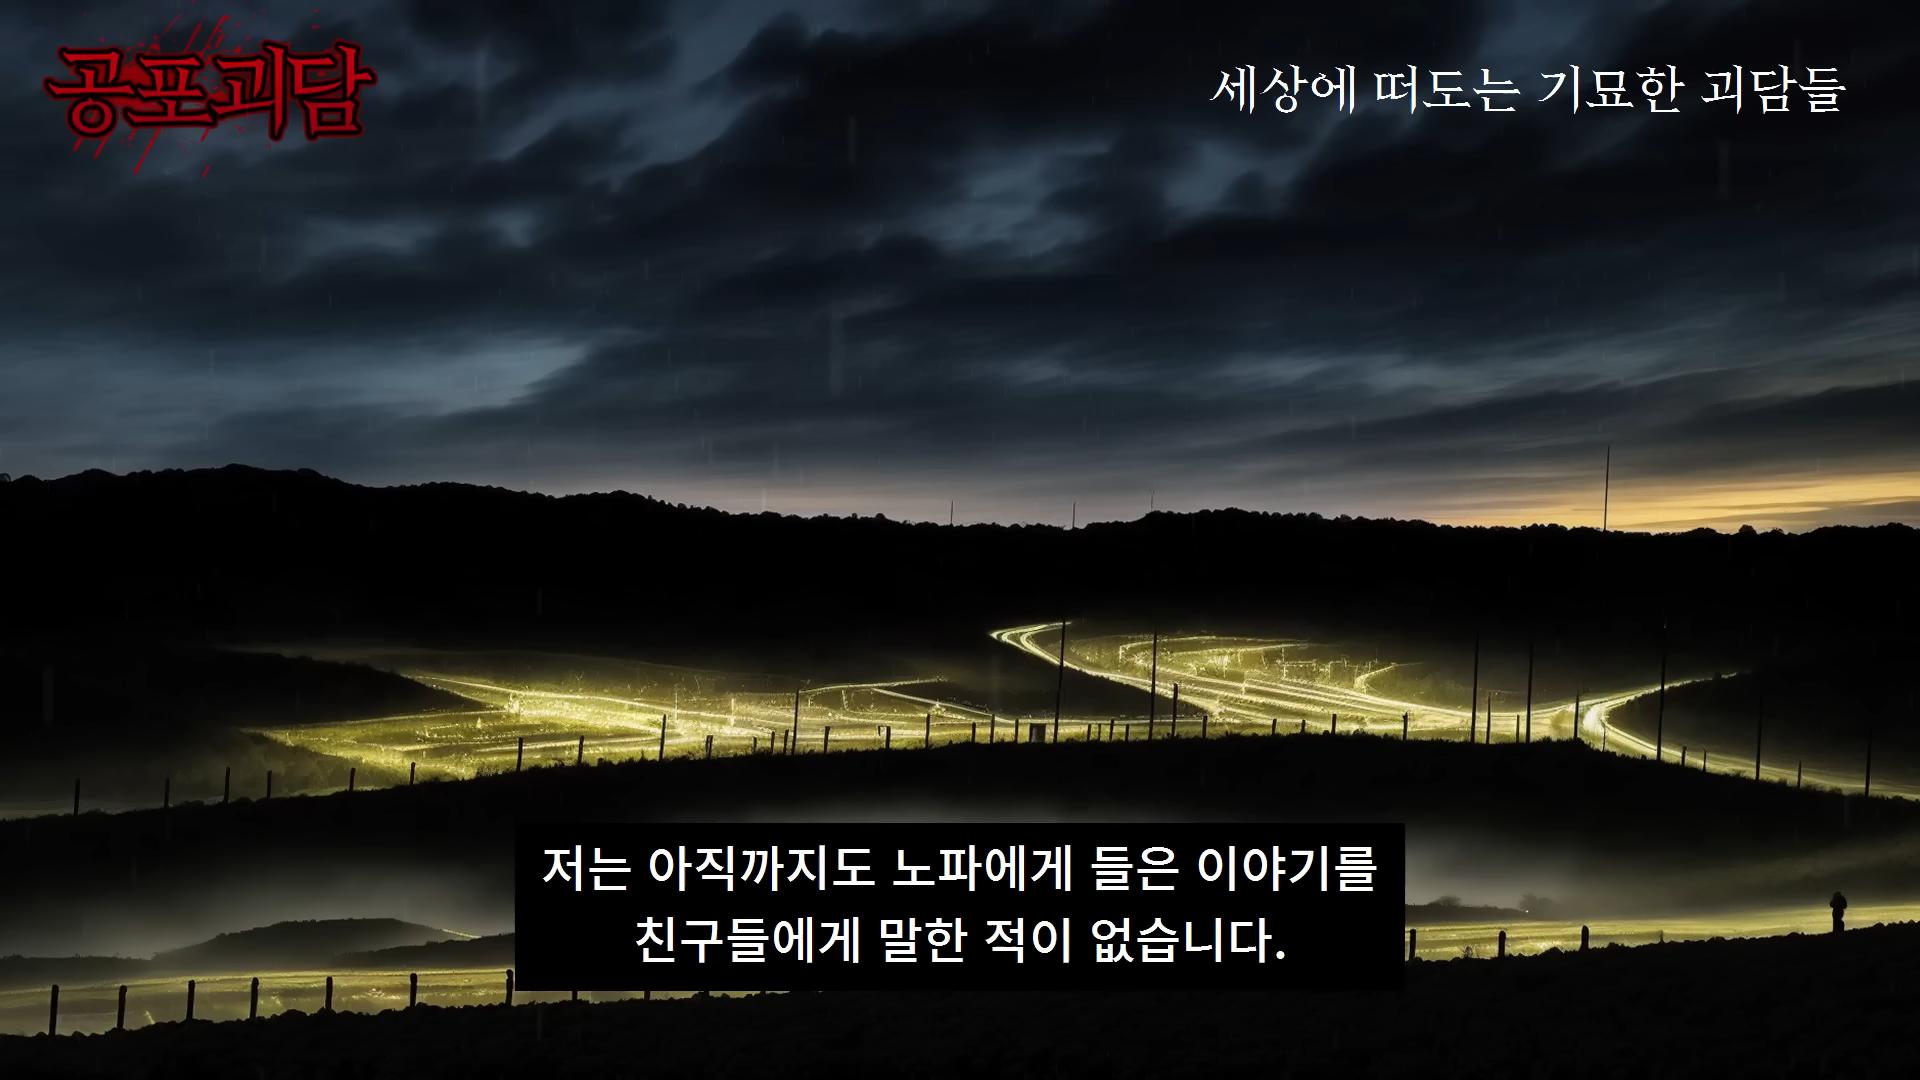 공포괴담
세상에 떠도는 기묘한 괴담들
저는 아직까지도 노파에게 들은 이야기를
친구들에게 말한 적이 없습니다.